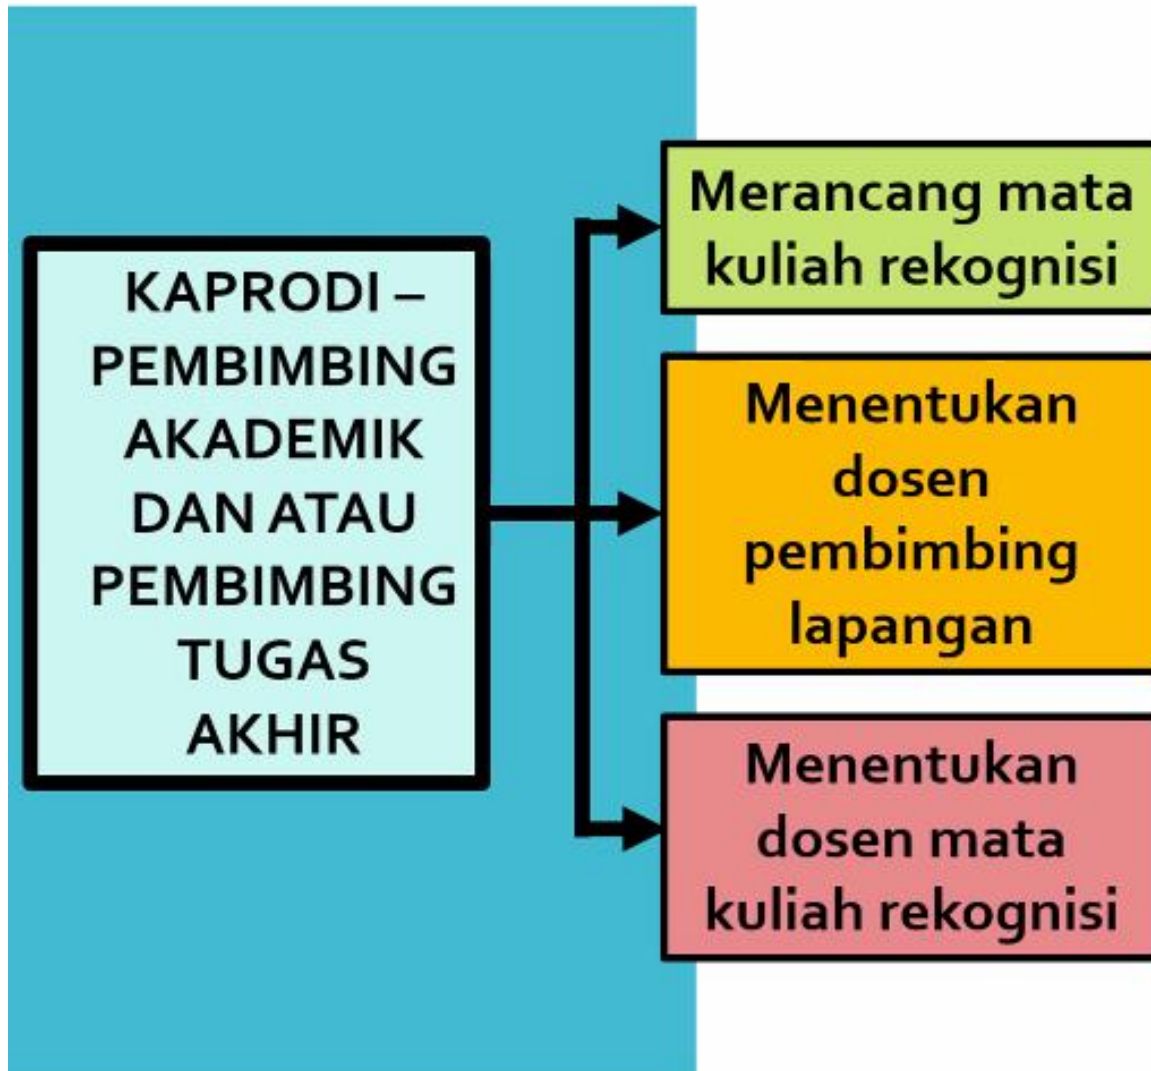 KAPRODI –
PEMBIMBING
AKADEMIK
DAN ATAU
PEMBIMBING
TUGAS
AKHIR
Merancang mata
kuliah rekognisi
Menentukan
dosen
pembimbing
lapangan
Menentukan
dosen mata
kuliah rekognisi